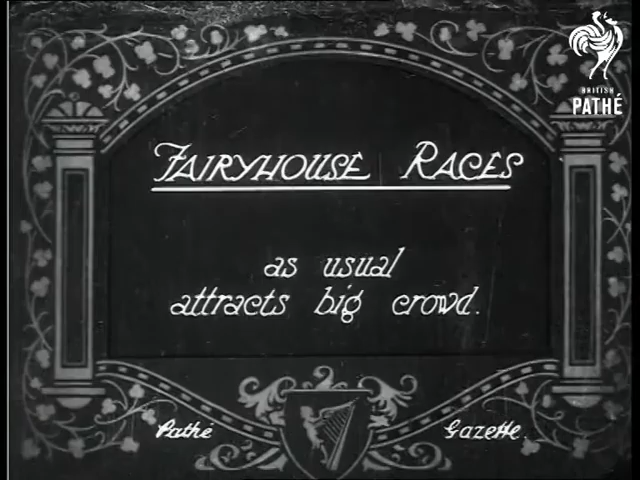 BRITISH
PATHÉ
FAIRYHOUSE RACES
as usual
attracts big crowd.
Pathé Gazette.